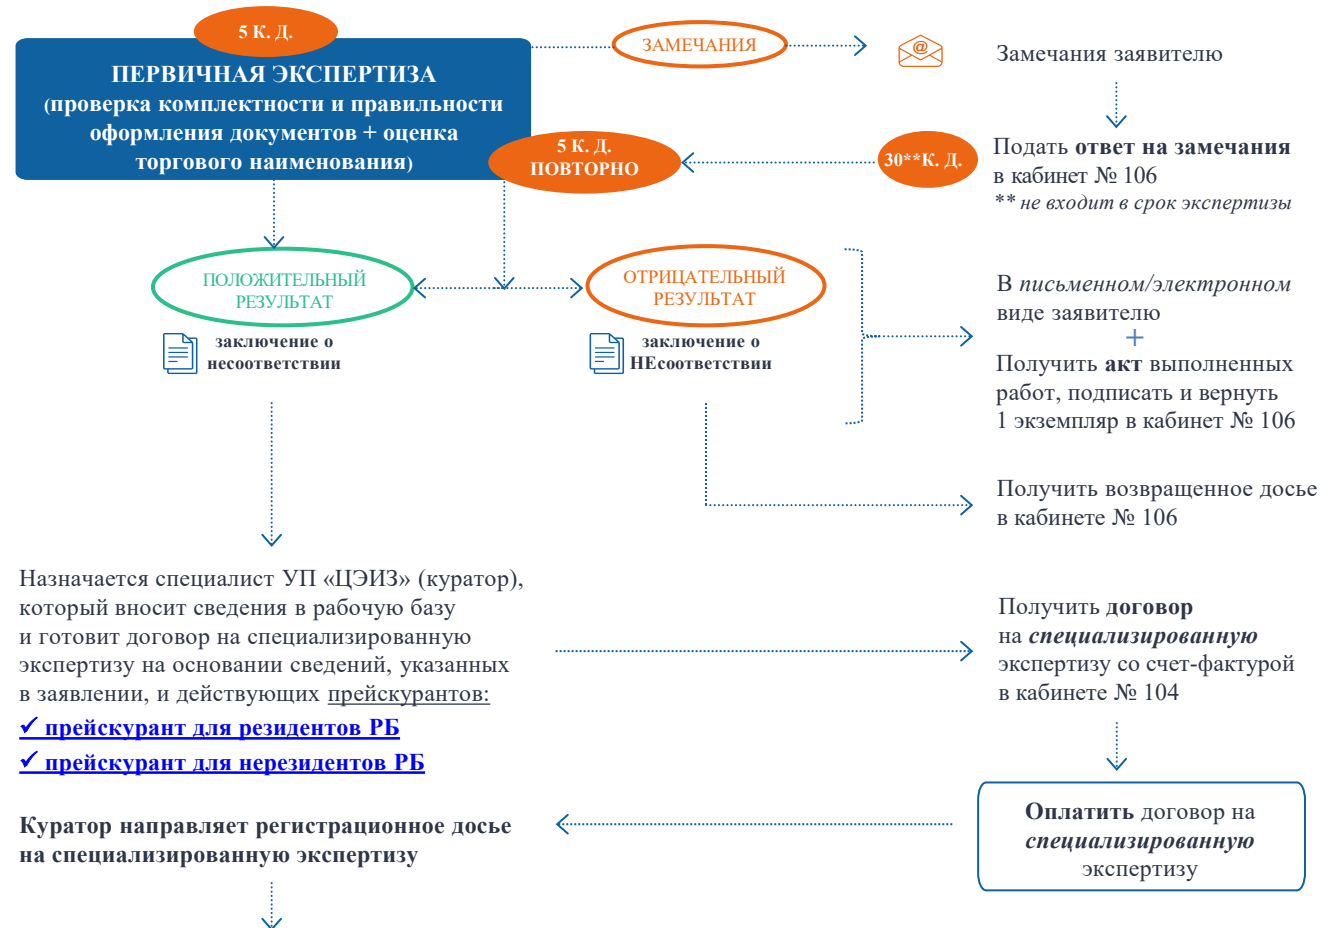 5 К. Д.
ПЕРВИЧНАЯ ЭКСПЕРТИЗА
(проверка комплектности и правильности
оформления документов + оценка
торгового наименования)
ЗАМЕЧАНИЯ
Замечания заявителю
5 К. Д.
ПОВТОРНО
30**К. Д.
Подать ответ на замечания
в кабинет № 106
** не входит в срок экспертизы
ПОЛОЖИТЕЛЬНЫЙ
РЕЗУЛЬТАТ
ОТРИЦАТЕЛЬНЫЙ
РЕЗУЛЬТАТ
заключение о
несоответствии
заключение о
НЕсоответствии
В письменном/электронном
виде заявителю
+
Получить акт выполненных
работ, подписать и вернуть
1 экземпляр в кабинет № 106
Получить возвращенное досье
в кабинете № 106
Назначается специалист УП «ЦЭИЗ» (куратор),
который вносит сведения в рабочую базу
и готовит договор на специализированную
экспертизу на основании сведений, указанных
в заявлении, и действующих прейскурантов:
✓ прейскурант для резидентов РБ
✓ прейскурант для нерезидентов РБ
Получить договор
на специализированную
экспертизу со счет-фактурой
в кабинете № 104
Оплатить договор на
специализированную
экспертизу
Куратор направляет регистрационное досье
на специализированную экспертизу